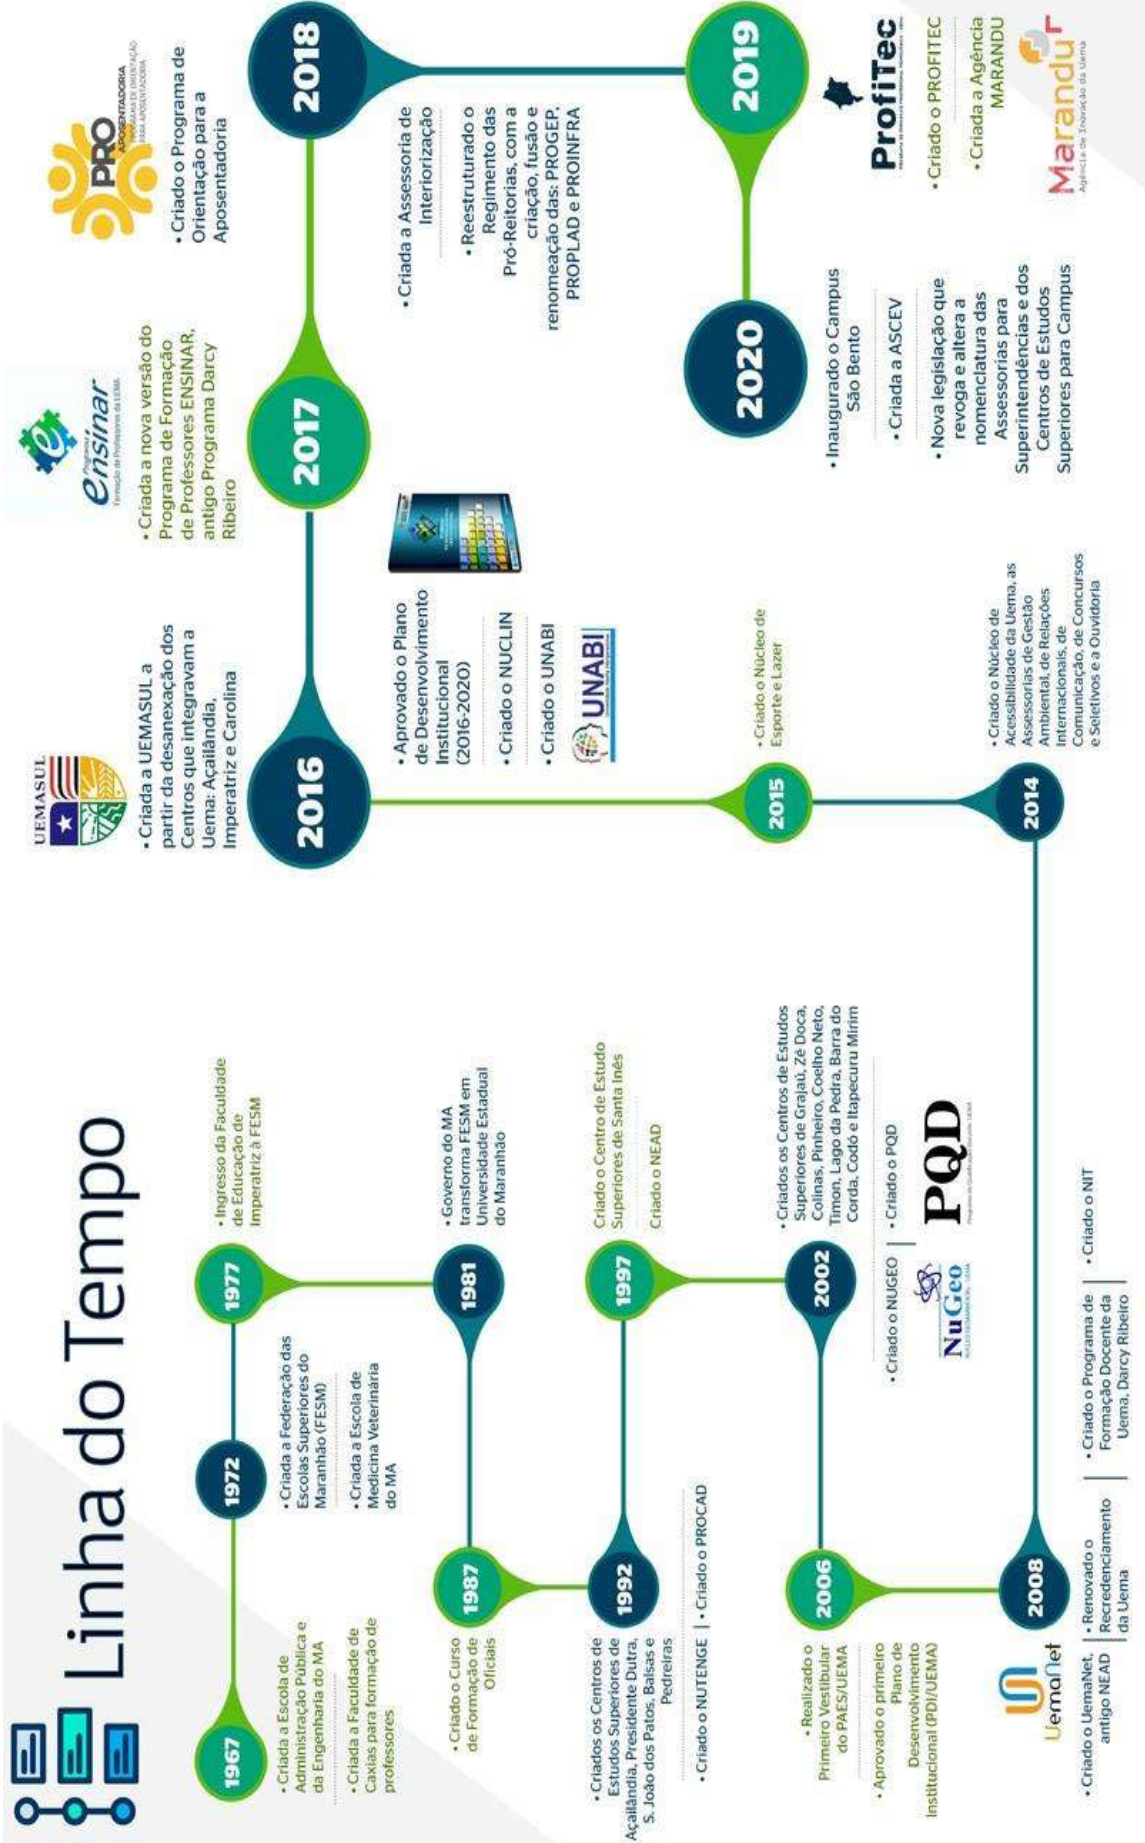 Linha do Tempo
1967
• Criada a Escola de
Administração Pública e
da Engenharia do MA
• Criada a Faculdade de
Caxias para formação de
professores
1972
• Criada a Federação das
Escolas Superiores do
Maranhão (FESM)
• Criada a Escola de
Medicina Veterinária
do MA
1977
• Ingresso da Faculdade
de Educação de
Imperatriz à FESM
1981
• Governo do MA
transforma FESM em
Universidade Estadual
do Maranhão
1987
• Criado o Curso
de Formação de
Oficiais
1992
• Criados os Centros de
Estudos Superiores de
Açailândia, Presidente Dutra,
S. João dos Patos, Balsas e
Pedreiras
• Criado o NUTENGE
• Criado o PROCAD
1997
Criado o Centro de Estudo
Superiores de Santa Inês
Criado o NEAD
2002
• Criados os Centros de Estudos
Superiores de Grajaú, Zé Doca,
Colinas, Pinheiro, Coelho Neto,
Timon, Lago da Pedra, Barra do
Corda, Codó e Itapecuru Mirim
• Criado o NUGEO
• Criado o PQD
NuGeo
PQD
2006
• Realizado o
Primeiro Vestibular
do PAES/UEMA
• Aprovado o primeiro
Plano de
Desenvolvimento
Institucional (PDI/UEMA)
2008
UemaNet
• Criado o UemaNet,
antigo NEAD
• Renovado o
Recredenciamento
da Uema
• Criado o Programa de
Formação Docente da
Uema, Darcy Ribeiro
• Criado o NIT
2014
• Criado o Núcleo de
Acessibilidade da Uema, as
Assessorias de Gestão
Ambiental, de Relações
Internacionais, de
Comunicação, de Concursos
e Seletivos e a Ouvidoria
2015
• Criado o Núcleo de
Esporte e Lazer
UEMASUL
• Criada a UEMASUL a
partir da desanexação dos
Centros que integravam a
Uema: Açailândia,
Imperatriz e Carolina
2016
• Aprovado o Plano
de Desenvolvimento
Institucional
(2016-2020)
• Criado o NUCLIN
• Criado o UNABI
UNABI
Programa
ensinar
Formação de Professores da UEMA
• Criada a nova versão do
Programa de Formação
de Professores ENSINAR,
antigo Programa Darcy
Ribeiro
2017
PRO
APOSENTADORIA
PROGRAMA DE ORIENTAÇÃO
PARA APOSENTADORIA
• Criado o Programa de
Orientação para a
Aposentadoria
2018
• Criada a Assessoria de
Interiorização
• Reestruturado o
Regimento das
Pró-Reitorias, com a
criação, fusão e
renomeação das: PROGEP,
PROPLAD e PROINFRA
2019
ProfiTec
• Criado o PROFITEC
• Criada a Agência
MARANDU
Marandu
Agência de Inovação da Uema
2020
• Inaugurado o Campus
São Bento
• Criada a ASCEV
• Nova legislação que
revoga e altera a
nomenclatura das
Assessorias para
Superintendências e dos
Centros de Estudos
Superiores para Campus